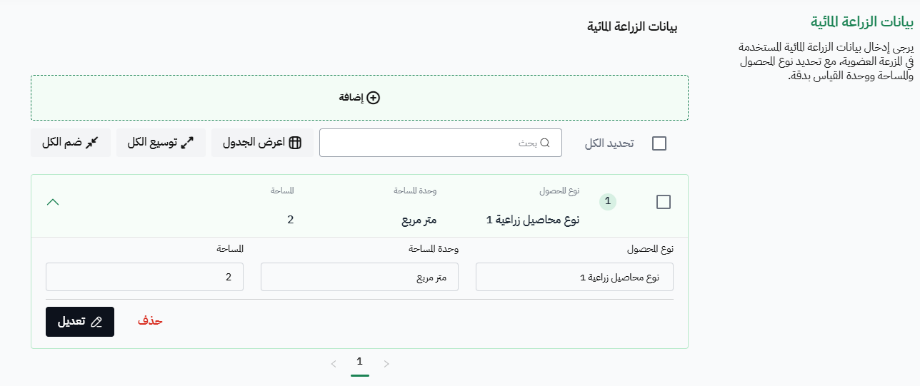 بيانات الزراعة المائية
يرجى إدخال بيانات الزراعة المائية المستخدمة
في المزرعة العضوية، مع تحديد نوع المحصول
والمساحة ووحدة القياس بدقة.
بيانات الزراعة المائية
إضافة
تحديد الكل
بحث
اعرض الجدول
توسيع الكل
ضم الكل
1
نوع المحصول
وحدة المساحة
المساحة
نوع محاصيل زراعية 1
متر مربع
2
نوع المحصول
وحدة المساحة
المساحة
نوع محاصيل زراعية 1
متر مربع
2
حذف
تعديل
1